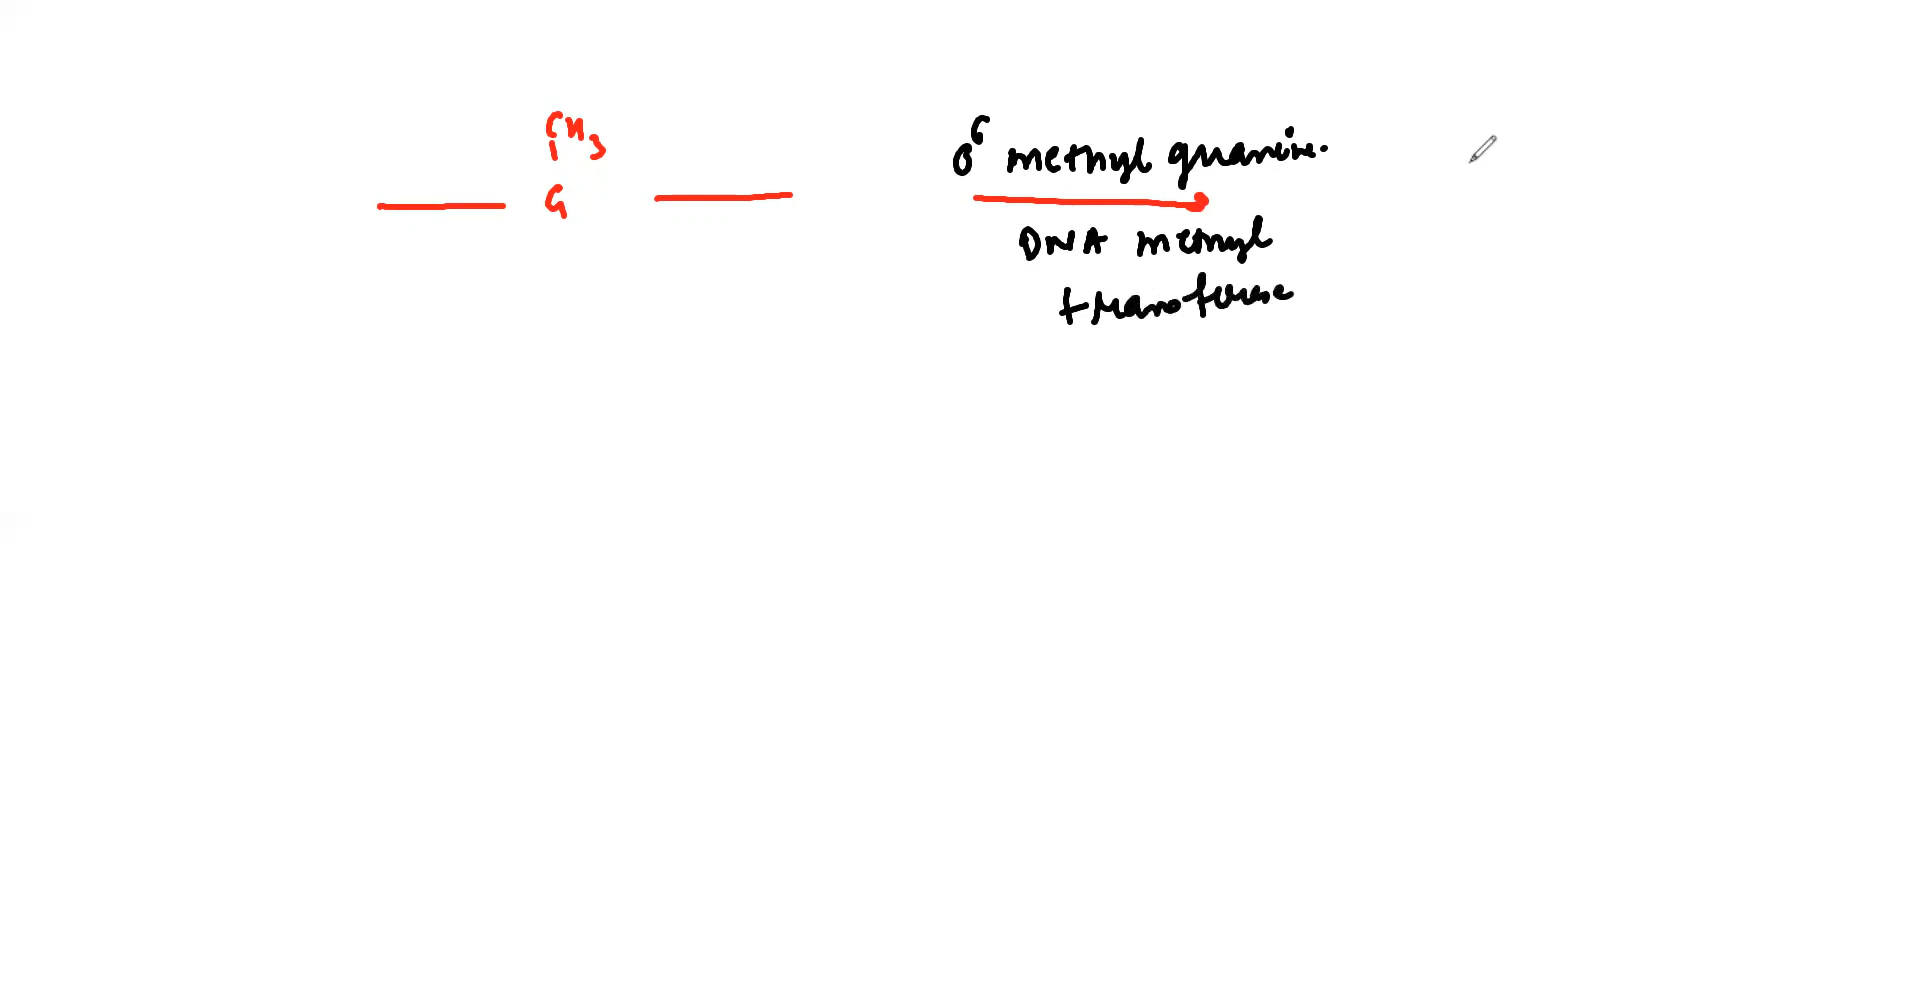 CH3
G
O6 methyl guanine.
DNA methyl
transferase